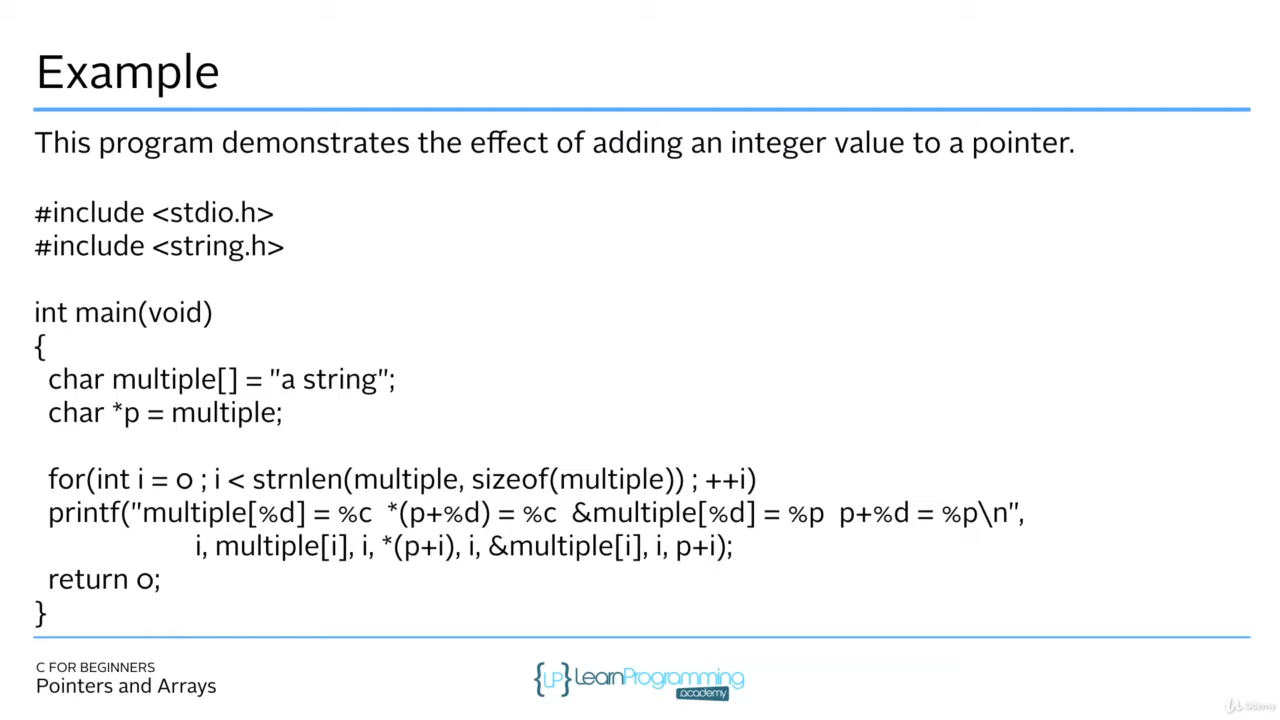 Example
This program demonstrates the effect of adding an integer value to a pointer.
#include <stdio.h>
#include <string.h>
int main(void)
{
char multiple[] = "a string";
char *p = multiple;
for(int i = 0 ; i < strnlen(multiple, sizeof(multiple)) ; ++i)
printf("multiple[%d] = %c  *(p+%d) = %c  &multiple[%d] = %p  p+%d = %p\n",
i, multiple[i], i, *(p+i), i, &multiple[i], i, p+i);
return 0;
}
C FOR BEGINNERS
Pointers and Arrays
{LP} LearnProgramming
.academy
Udemy